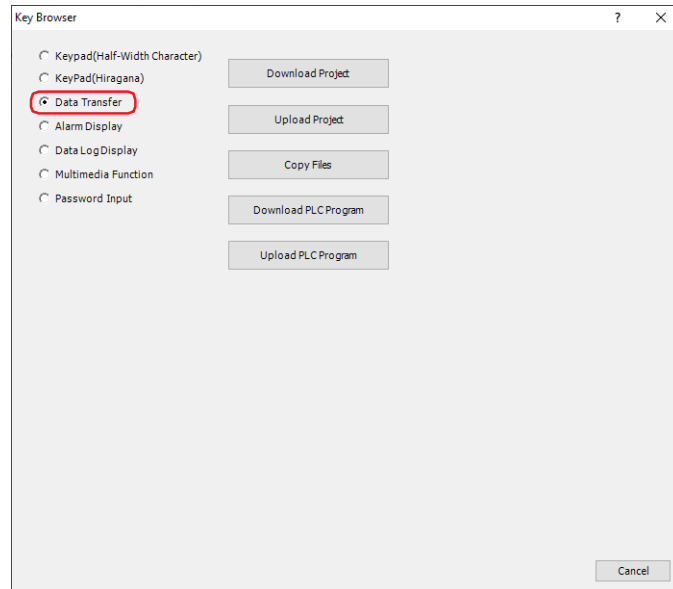 Key Browser
?
Keypad(Half-Width Character)
KeyPad(Hiragana)
Data Transfer
Alarm Display
Data Log Display
Multimedia Function
Password Input
Download Project
Upload Project
Copy Files
Download PLC Program
Upload PLC Program
Cancel